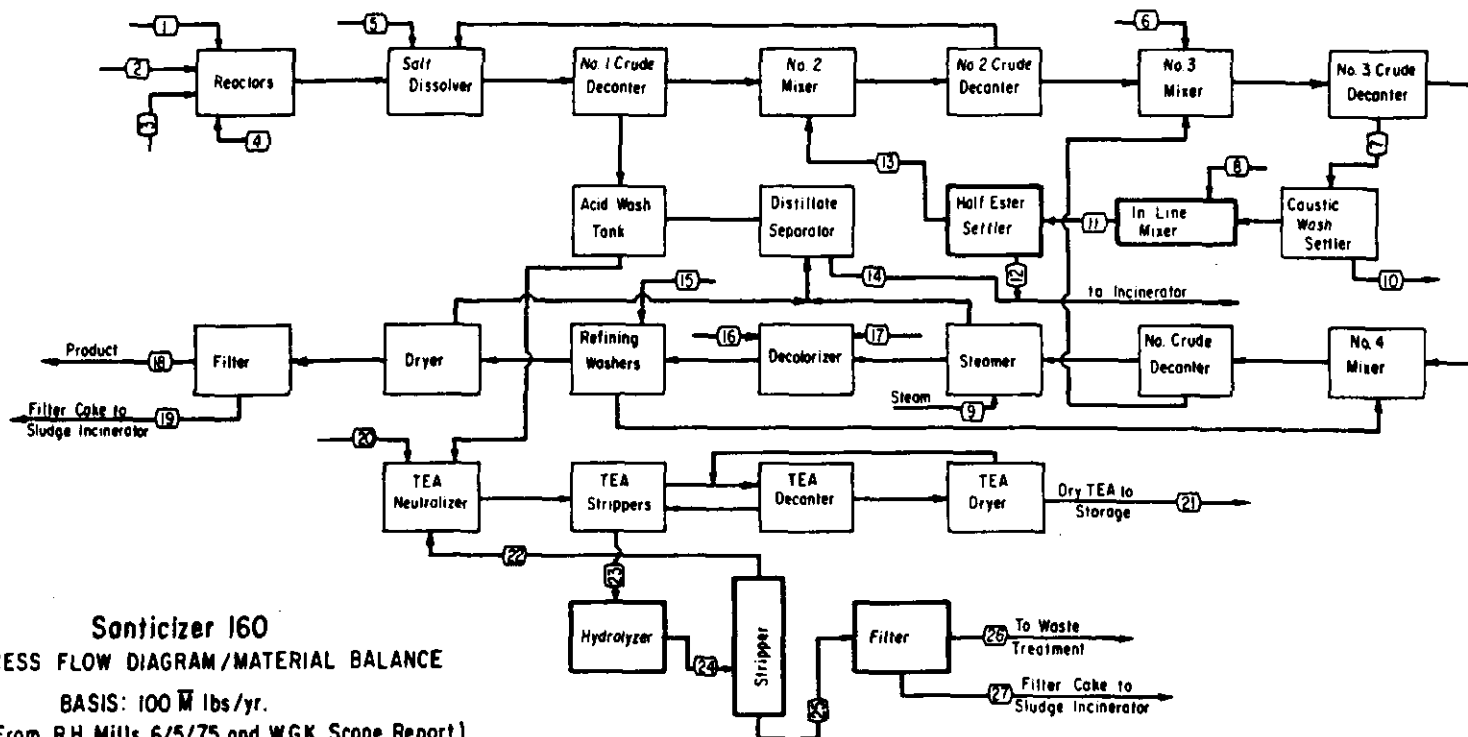 1
5
6
2
Reactors
Salt
Dissolver
No. 1 Crude
Decanter
No. 2
Mixer
No 2 Crude
Decanter
No. 3
Mixer
No. 3 Crude
Decanter
3
4
7
13
8
Acid Wash
Tank
Distillate
Separator
Half Ester
Settler
11
In Line
Mixer
Caustic
Wash
Settler
12
14
10
15
to Incinerator
Product
18
Filter
Dryer
Refining
Washers
16
Decolorizer
17
Steamer
No. Crude
Decanter
No. 4
Mixer
Steam
9
Filter Cake to
19
Sludge Incinerator
20
TEA
Neutralizer
TEA
Strippers
TEA
Decanter
TEA
Dryer
Dry TEA to
Storage
21
22
23
Santicizer 160
CESS FLOW DIAGRAM/MATERIAL BALANCE
BASIS: 100 M̅ lbs/yr.
From R.H. Mills 6/5/75 and W.G.K. Scope Report)
Hydrolyzer
24
Stripper
25
Filter
26
To Waste
Treatment
27
Filter Cake to
Sludge Incinerator